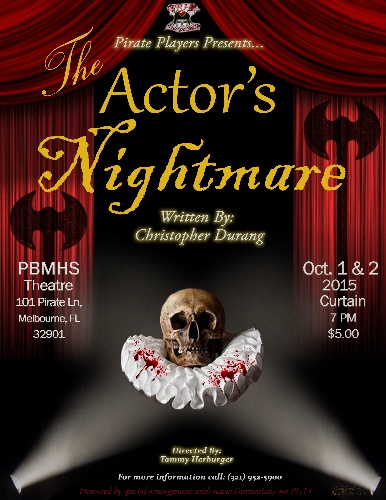 Pirate Players Presents...
The
Actor's
Nightmare
Written By:
Christopher Durang
PBMHS
Theatre
101 Pirate Ln,
Melbourne, FL
32901
Oct. 1 & 2
2015
Curtain
7 PM
$5.00
Directed By:
Tammy Herburger
For more information call: (321) 952-5900
Presented by special arrangement with